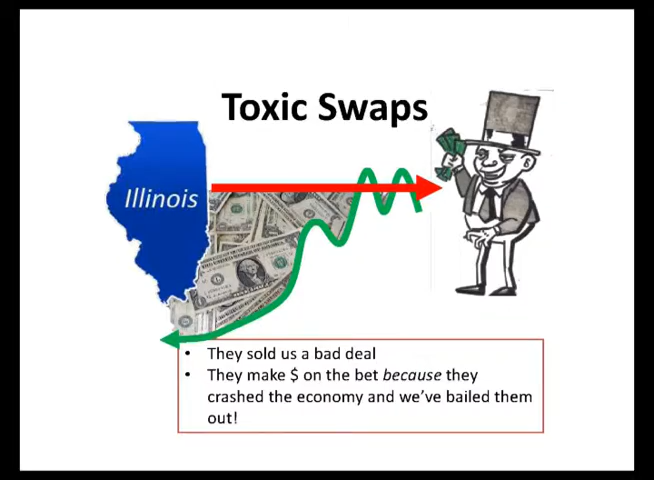 Toxic Swaps
Illinois
• They sold us a bad deal
• They make $ on the bet because they
crashed the economy and we've bailed them
out!